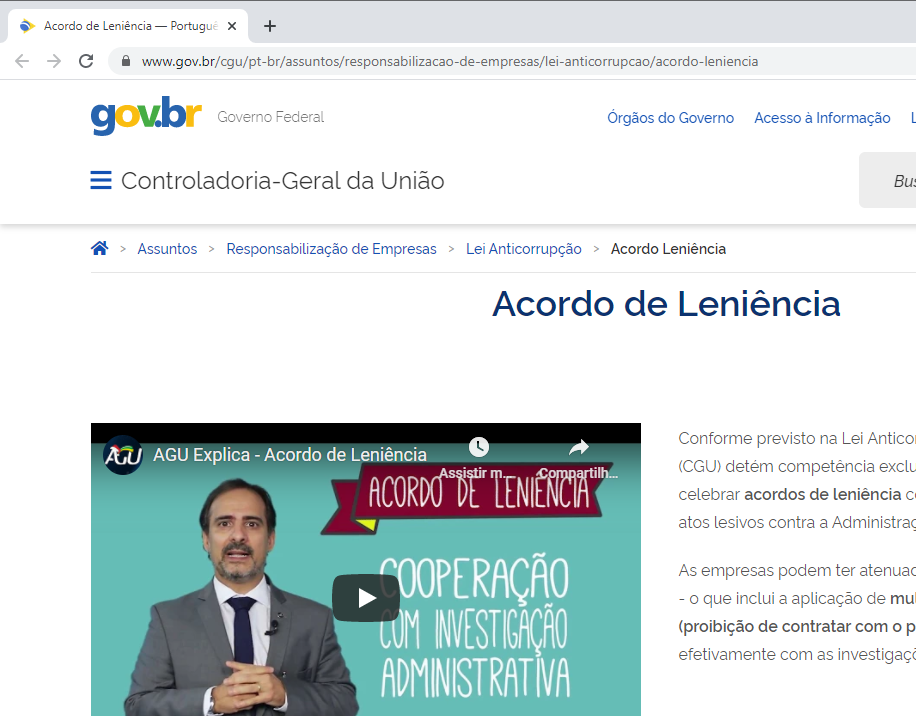 Acordo de Leniência — Portuguê
www.gov.br/cgu/pt-br/assuntos/responsabilizacao-de-empresas/lei-anticorrupcao/acordo-leniencia
gov.br Governo Federal
Órgãos do Governo Acesso à Informação
Controladoria-Geral da União
Assuntos > Responsabilização de Empresas > Lei Anticorrupção > Acordo Leniência
Acordo de Leniência
AGU AGU Explica - Acordo de Leniência
Assistir m... Compartilh...
ACORDO DE LENIÊNCIA
COOPERAÇÃO
COM INVESTIGAÇÃO
ADMINISTRATIVA
Conforme previsto na Lei Antico
(CGU) detém competência exclu
celebrar acordos de leniência c
atos lesivos contra a Administraç
As empresas podem ter atenuad
- o que inclui a aplicação de mul
(proibição de contratar com o p
efetivamente com as investigaçõ